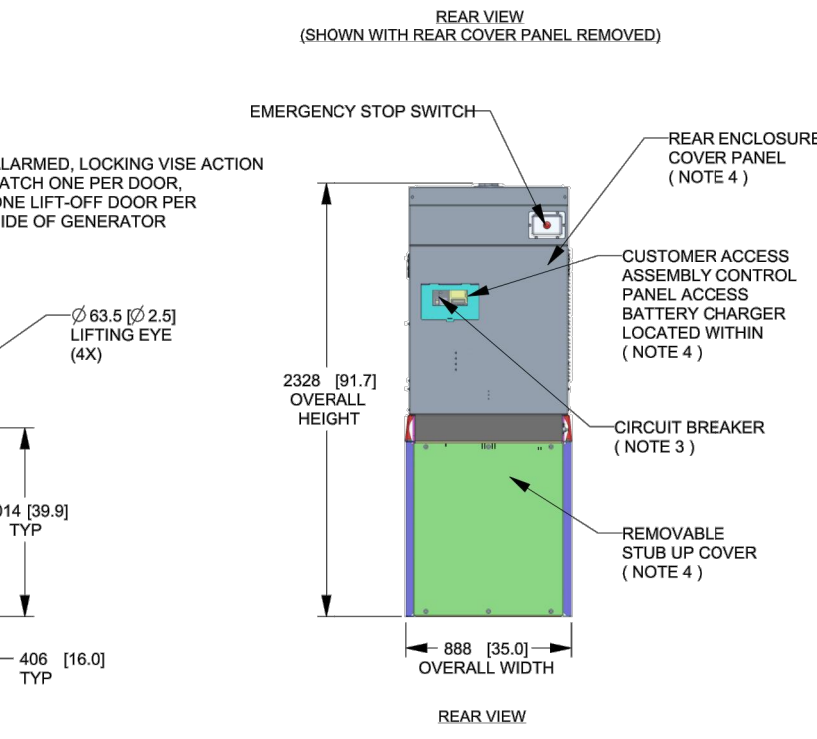 REAR VIEW
(SHOWN WITH REAR COVER PANEL REMOVED)
EMERGENCY STOP SWITCH
REAR ENCLOSURE
COVER PANEL
( NOTE 4 )
ALARMED, LOCKING VISE ACTION
LATCH ONE PER DOOR,
ONE LIFT-OFF DOOR PER
SIDE OF GENERATOR
CUSTOMER ACCESS
ASSEMBLY CONTROL
PANEL ACCESS
BATTERY CHARGER
LOCATED WITHIN
( NOTE 4 )
∅ 63.5 [∅ 2.5]
LIFTING EYE
(4X)
2328 [91.7]
OVERALL
HEIGHT
CIRCUIT BREAKER
( NOTE 3 )
014 [39.9]
TYP
REMOVABLE
STUB UP COVER
( NOTE 4 )
406 [16.0]
TYP
888 [35.0]
OVERALL WIDTH
REAR VIEW